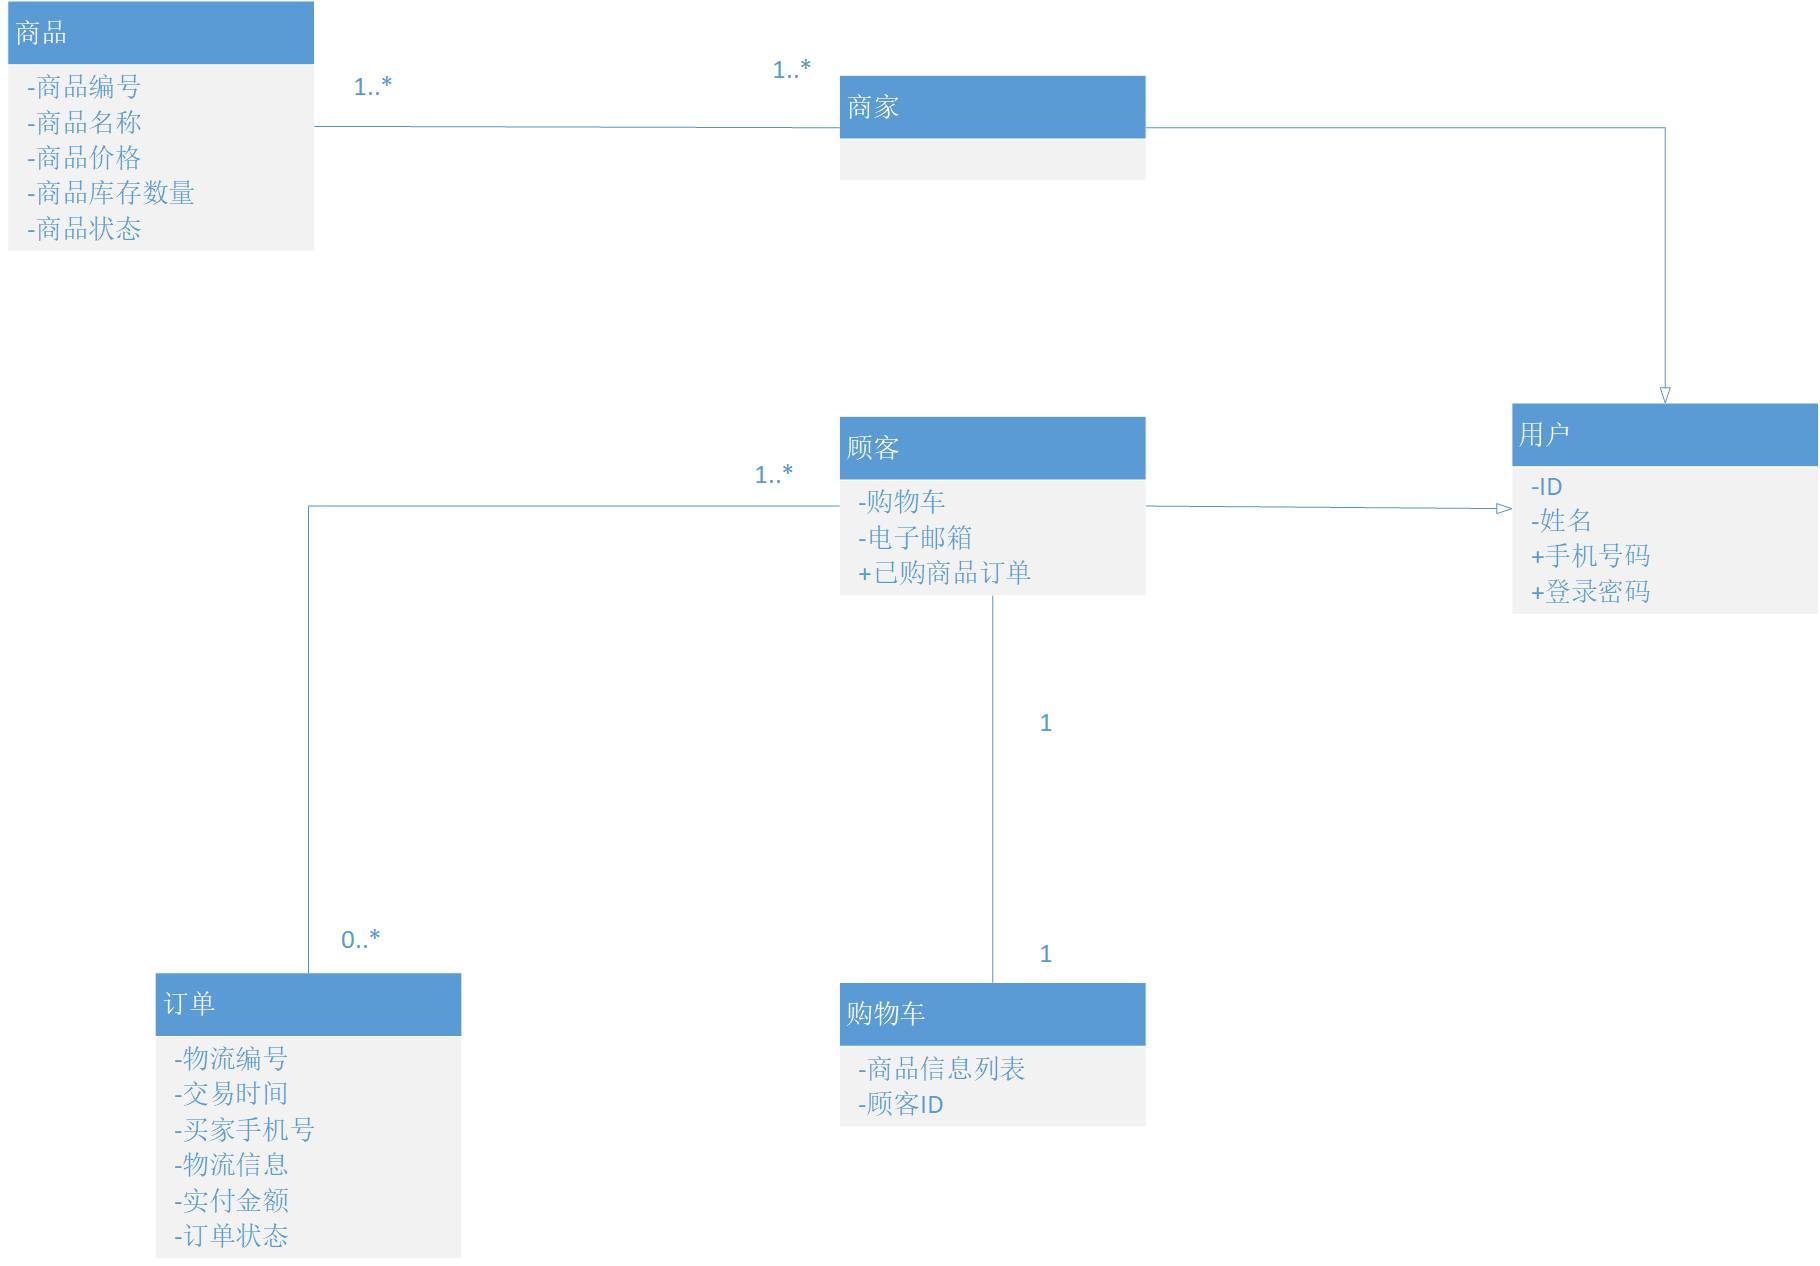 商品
-商品编号
-商品名称
-商品价格
-商品库存数量
-商品状态
1..*
1..*
商家
顾客
-购物车
-电子邮箱
+已购商品订单
1..*
用户
-ID
-姓名
+手机号码
+登录密码
1
1
0..*
订单
-物流编号
-交易时间
-买家手机号
-物流信息
-实付金额
-订单状态
购物车
-商品信息列表
-顾客ID